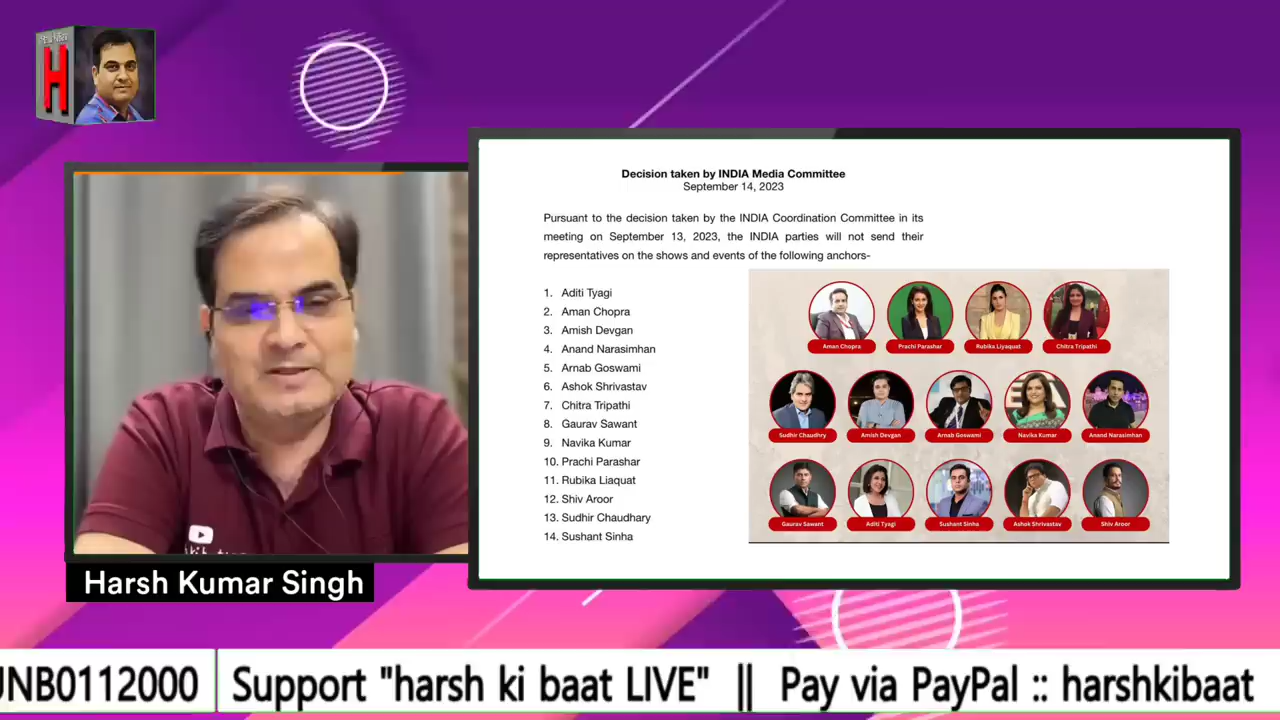 H
Decision taken by INDIA Media Committee
September 14, 2023
Pursuant to the decision taken by the INDIA Coordination Committee in its
meeting on September 13, 2023, the INDIA parties will not send their
representatives on the shows and events of the following anchors-
1. Aditi Tyagi
2. Aman Chopra
3. Amish Devgan
4. Anand Narasimhan
5. Arnab Goswami
6. Ashok Shrivastav
7. Chitra Tripathi
8. Gaurav Sawant
9. Navika Kumar
10. Prachi Parashar
11. Rubika Liaquat
12. Shiv Aroor
13. Sudhir Chaudhary
14. Sushant Sinha
Aman Chopra Prachi Parashar Rubika Liyaquat Chitra Tripathi
Sudhir Chaudhry Amish Devgan Arnab Goswami Navika Kumar Anand Narasimhan
Gaurav Sawant Aditi Tyagi Sushant Sinha Ashok Shrivastav Shiv Aroor
Harsh Kumar Singh
UNB0112000 Support "harsh ki baat LIVE" || Pay via PayPal :: harshkibaat